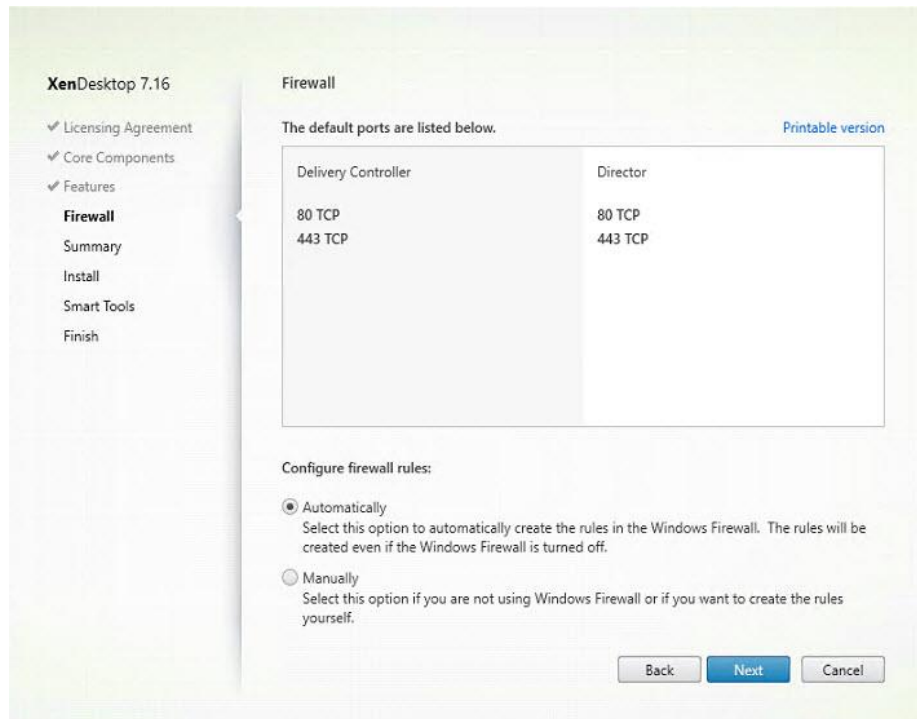 XenDesktop 7.16
✔ Licensing Agreement
✔ Core Components
✔ Features
Firewall
Summary
Install
Smart Tools
Finish
Firewall
The default ports are listed below.
Printable version
Delivery Controller
80 TCP
443 TCP
Director
80 TCP
443 TCP
Configure firewall rules:
Automatically
Select this option to automatically create the rules in the Windows Firewall. The rules will be
created even if the Windows Firewall is turned off.
Manually
Select this option if you are not using Windows Firewall or if you want to create the rules
yourself.
Back
Next
Cancel